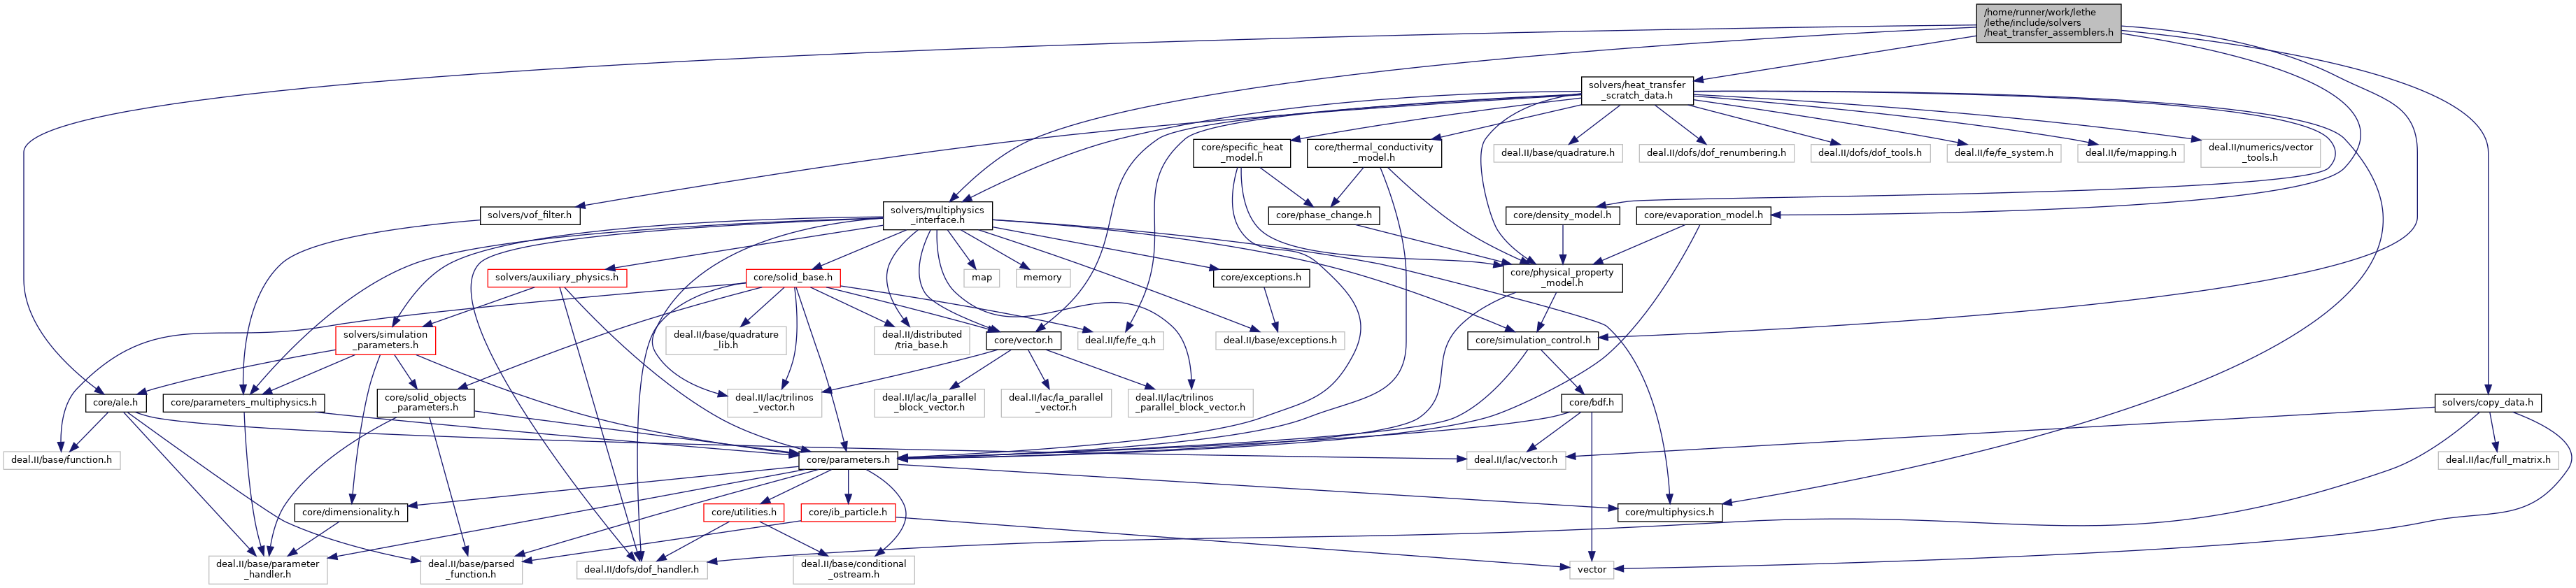 /home/runner/work/lethe
/lethe/include/solvers
/heat_transfer_assemblers.h
solvers/heat_transfer
_scratch_data.h
core/specific_heat
_model.h
core/thermal_conductivity
_model.h
deal.II/base/quadrature.h
deal.II/dofs/dof_renumbering.h
deal.II/dofs/dof_tools.h
deal.II/fe/fe_system.h
deal.II/fe/mapping.h
deal.II/numerics/vector
_tools.h
solvers/vof_filter.h
solvers/multiphysics
_interface.h
core/phase_change.h
core/density_model.h
core/evaporation_model.h
solvers/auxiliary_physics.h
core/solid_base.h
map
memory
core/exceptions.h
core/physical_property
_model.h
solvers/simulation
_parameters.h
deal.II/base/quadrature
_lib.h
deal.II/distributed
/tria_base.h
core/vector.h
deal.II/fe/fe_q.h
deal.II/base/exceptions.h
core/simulation_control.h
core/ale.h
core/parameters_multiphysics.h
core/solid_objects
_parameters.h
deal.II/lac/trilinos
_vector.h
deal.II/lac/la_parallel
_block_vector.h
deal.II/lac/la_parallel
_vector.h
deal.II/lac/trilinos
_parallel_block_vector.h
core/bdf.h
solvers/copy_data.h
deal.II/base/function.h
core/parameters.h
deal.II/lac/vector.h
deal.II/lac/full_matrix.h
core/dimensionality.h
core/utilities.h
core/ib_particle.h
core/multiphysics.h
deal.II/base/parameter
_handler.h
deal.II/base/parsed
_function.h
deal.II/dofs/dof_handler.h
deal.II/base/conditional
_ostream.h
vector